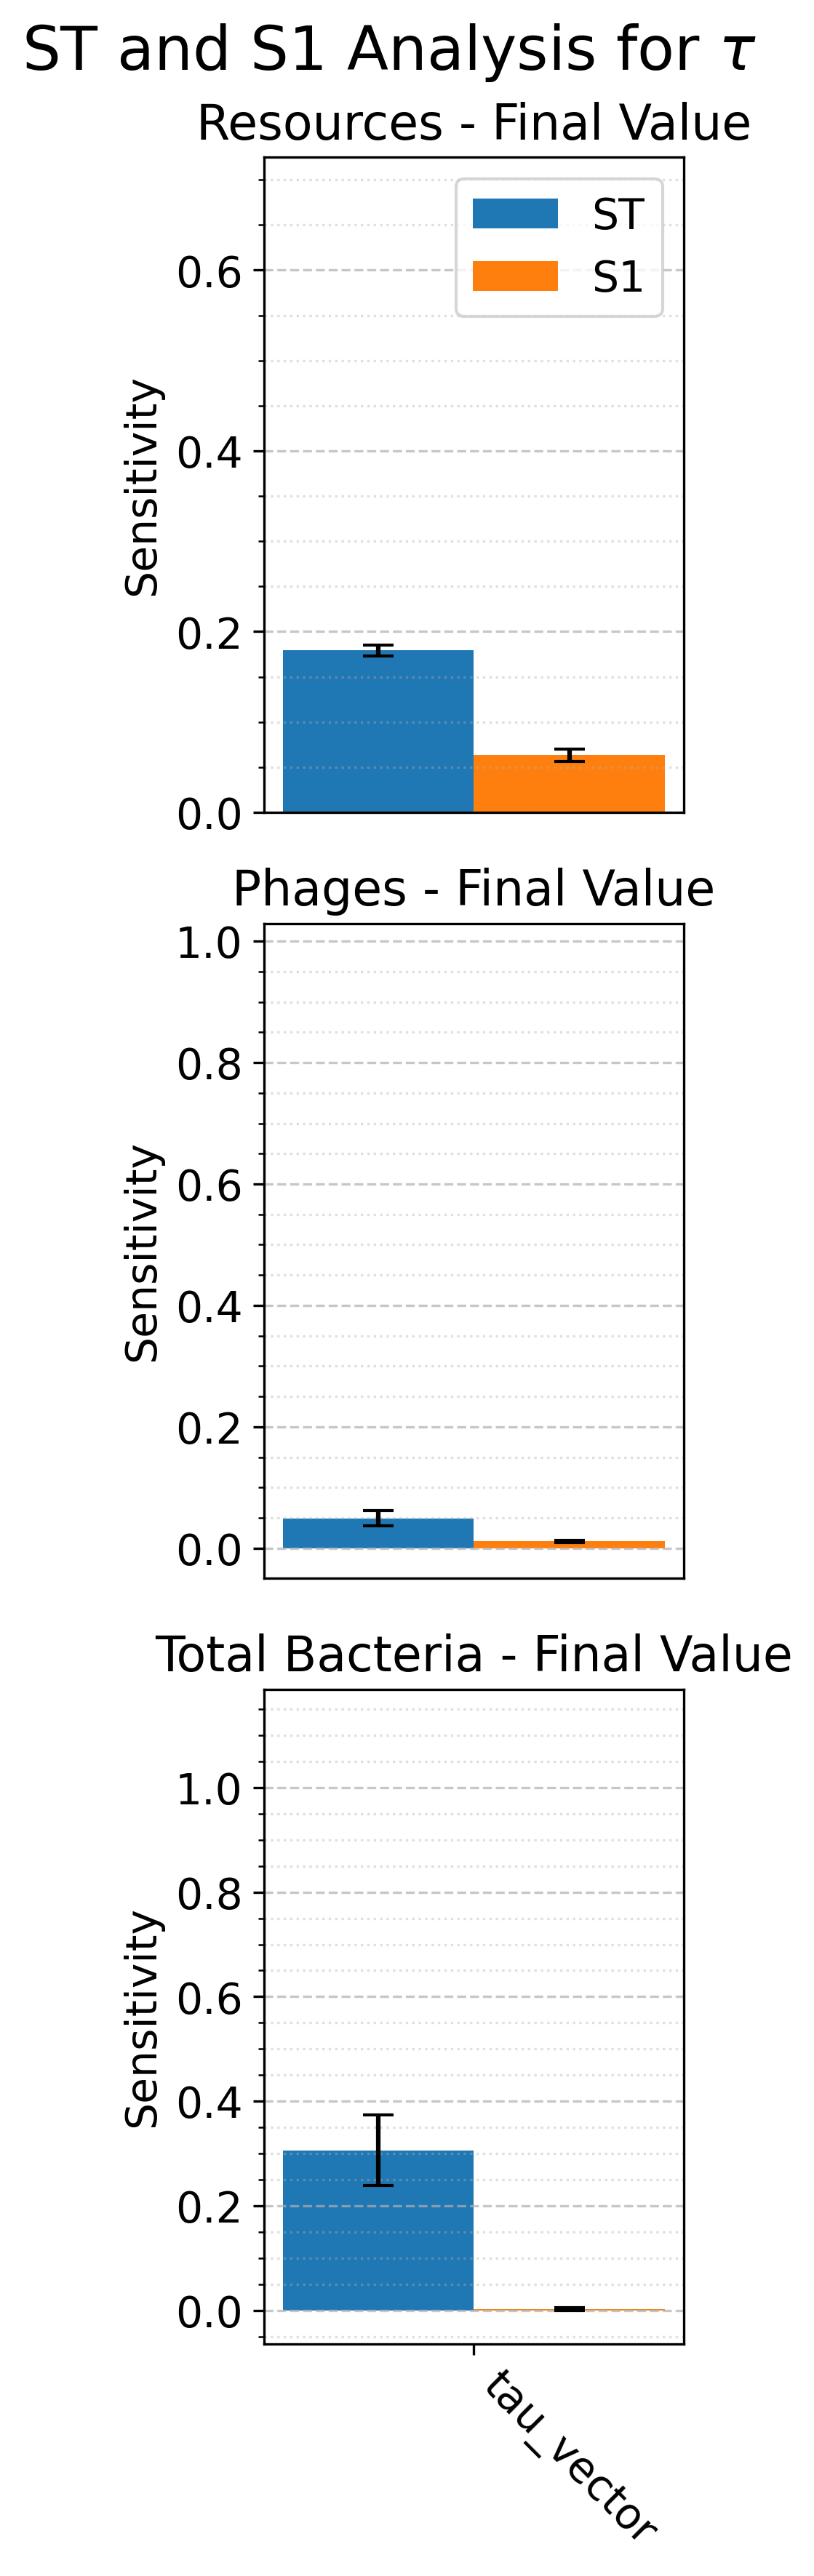 ST and S1 Analysis for τ
Resources - Final Value
ST
S1
0.6
0.4
0.2
0.0
Sensitivity
Phages - Final Value
1.0
0.8
0.6
0.4
0.2
0.0
Sensitivity
Total Bacteria - Final Value
1.0
0.8
0.6
0.4
0.2
0.0
Sensitivity
tau_vector